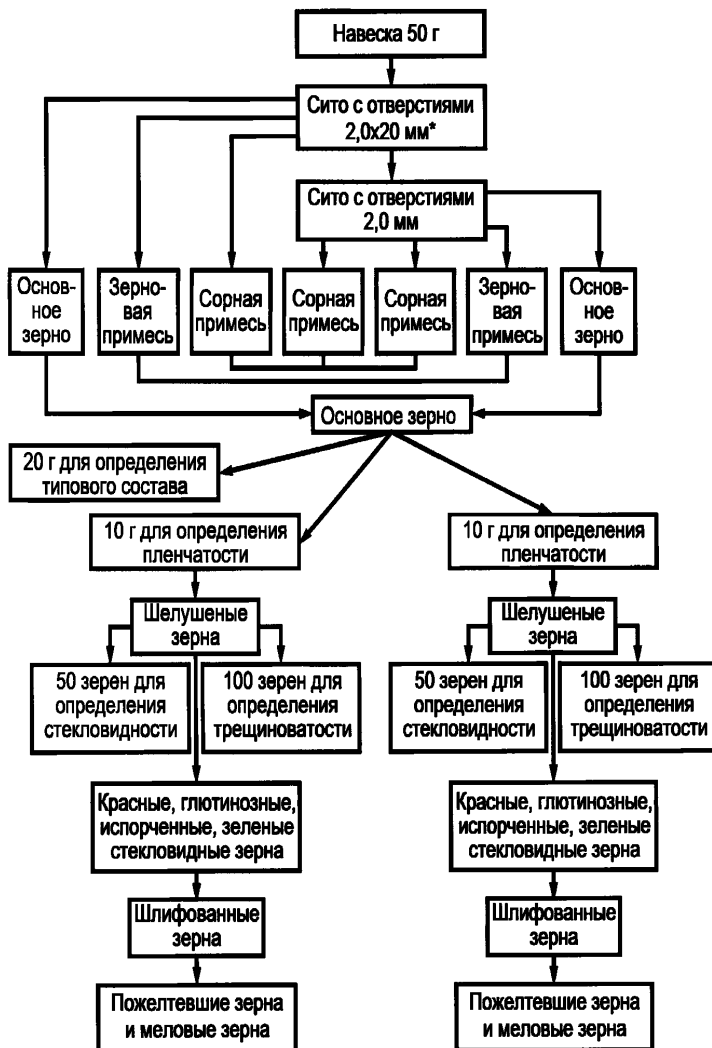 Навеска 50 г
Сито с отверстиями
2,0х20 мм*
Сито с отверстиями
2,0 мм
Основ-
ное
зерно
Зерно-
вая
примесь
Сорная
примесь
Сорная
примесь
Сорная
примесь
Зерно-
вая
примесь
Основ-
ное
зерно
Основное зерно
20 г для определения
типового состава
10 г для определения
пленчатости
10 г для определения
пленчатости
Шелушеные
зерна
Шелушеные
зерна
50 зерен для
определения
стекловидности
100 зерен для
определения
трещиноватости
50 зерен для
определения
стекловидности
100 зерен для
определения
трещиноватости
Красные, глютинозные,
испорченные, зеленые
стекловидные зерна
Красные, глютинозные,
испорченные, зеленые
стекловидные зерна
Шлифованные
зерна
Шлифованные
зерна
Пожелтевшие зерна
и меловые зерна
Пожелтевшие зерна
и меловые зерна